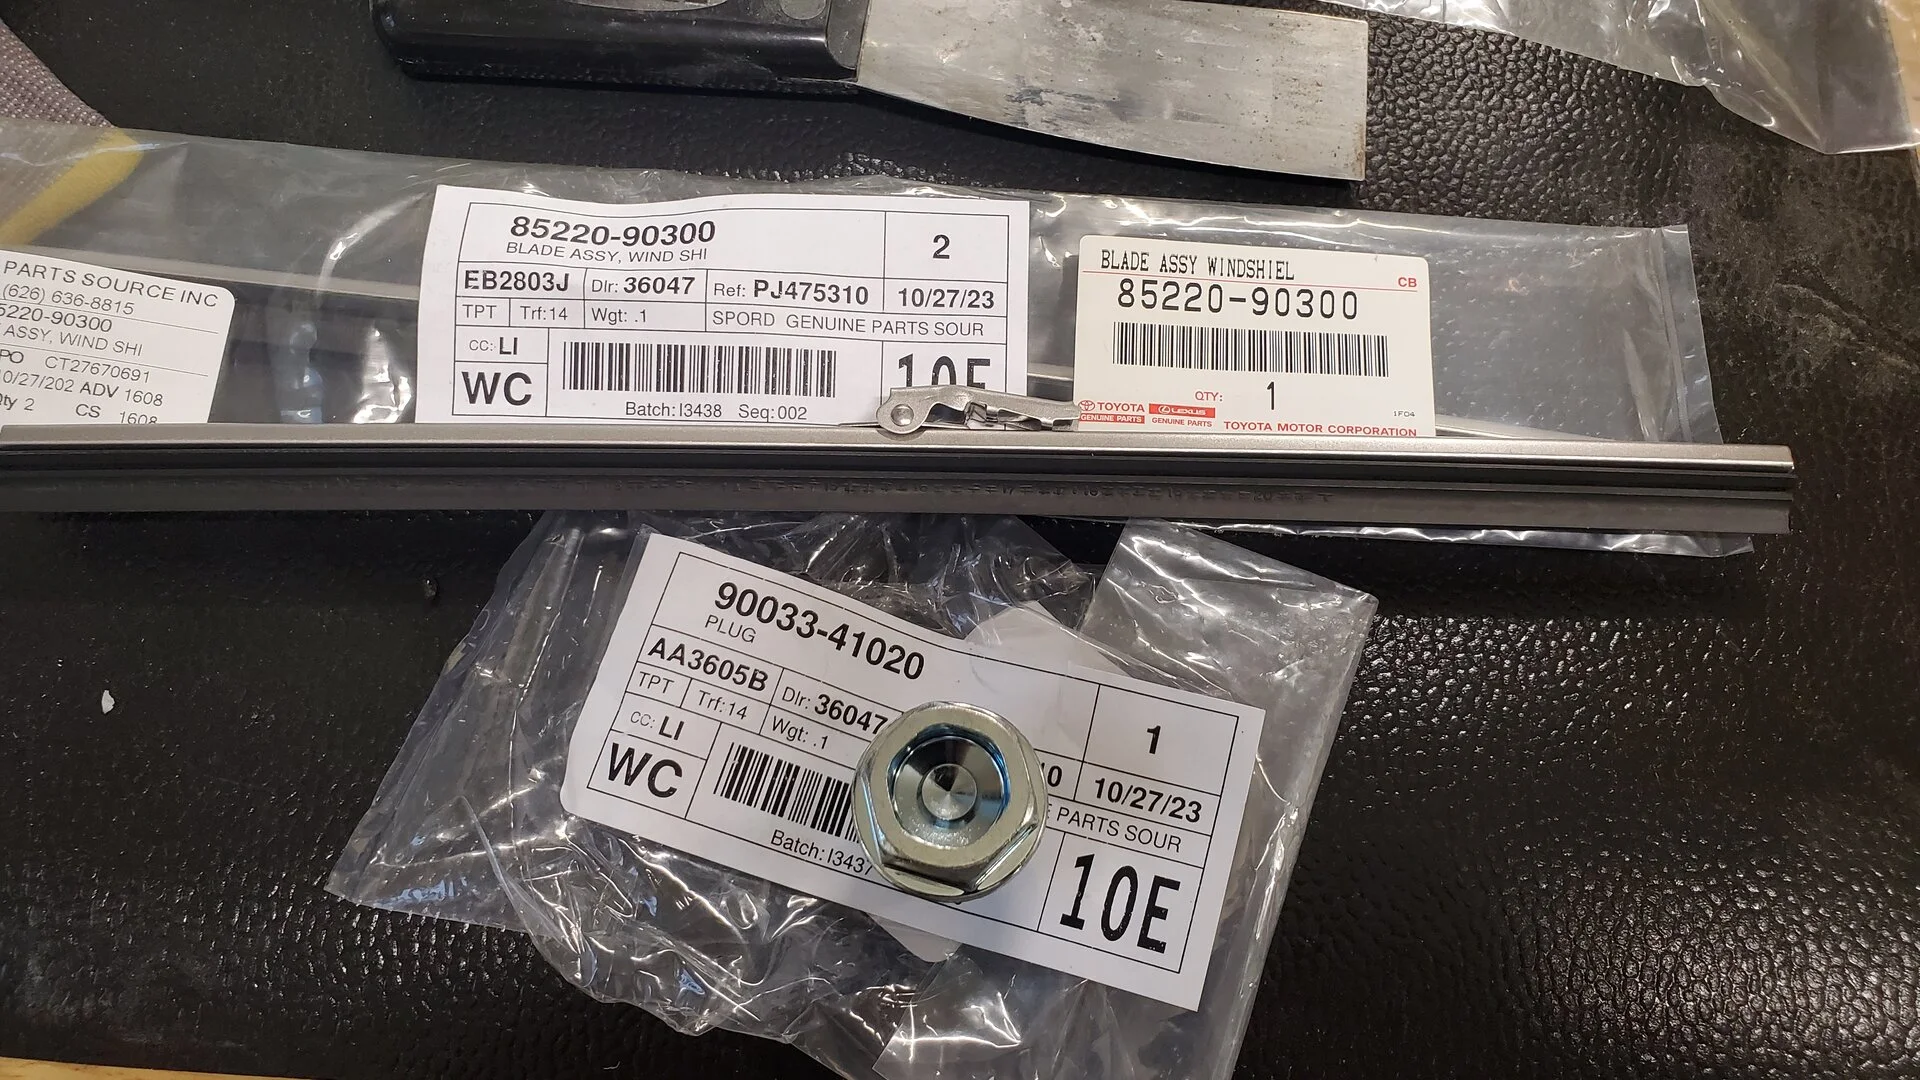 PARTS SOURCE INC
(626) 636-8815
5220-90300
ASSY, WIND SHI
PO CT27670691
10/27/202 ADV 1608
Qty 2 CS 1608
85220-90300
BLADE ASSY, WIND SHI
2
EB2803J Dlr: 36047 Ref: PJ475310 10/27/23
TPT Trf:14 Wgt: .1 SPORD GENUINE PARTS SOUR
CC: LI
WC
10E
Batch: I3438 Seq:002
BLADE ASSY WINDSHIEL
CB
85220-90300
QTY: 1
TOYOTA
GENUINE PARTS
LEXUS
GENUINE PARTS
TOYOTA MOTOR CORPORATION
1F04
90033-41020
PLUG
1
AA3605B Dlr: 36047 10 10/27/23
TPT Trf:14 Wgt: .1 E PARTS SOUR
CC: LI
WC
10E
Batch: I3437